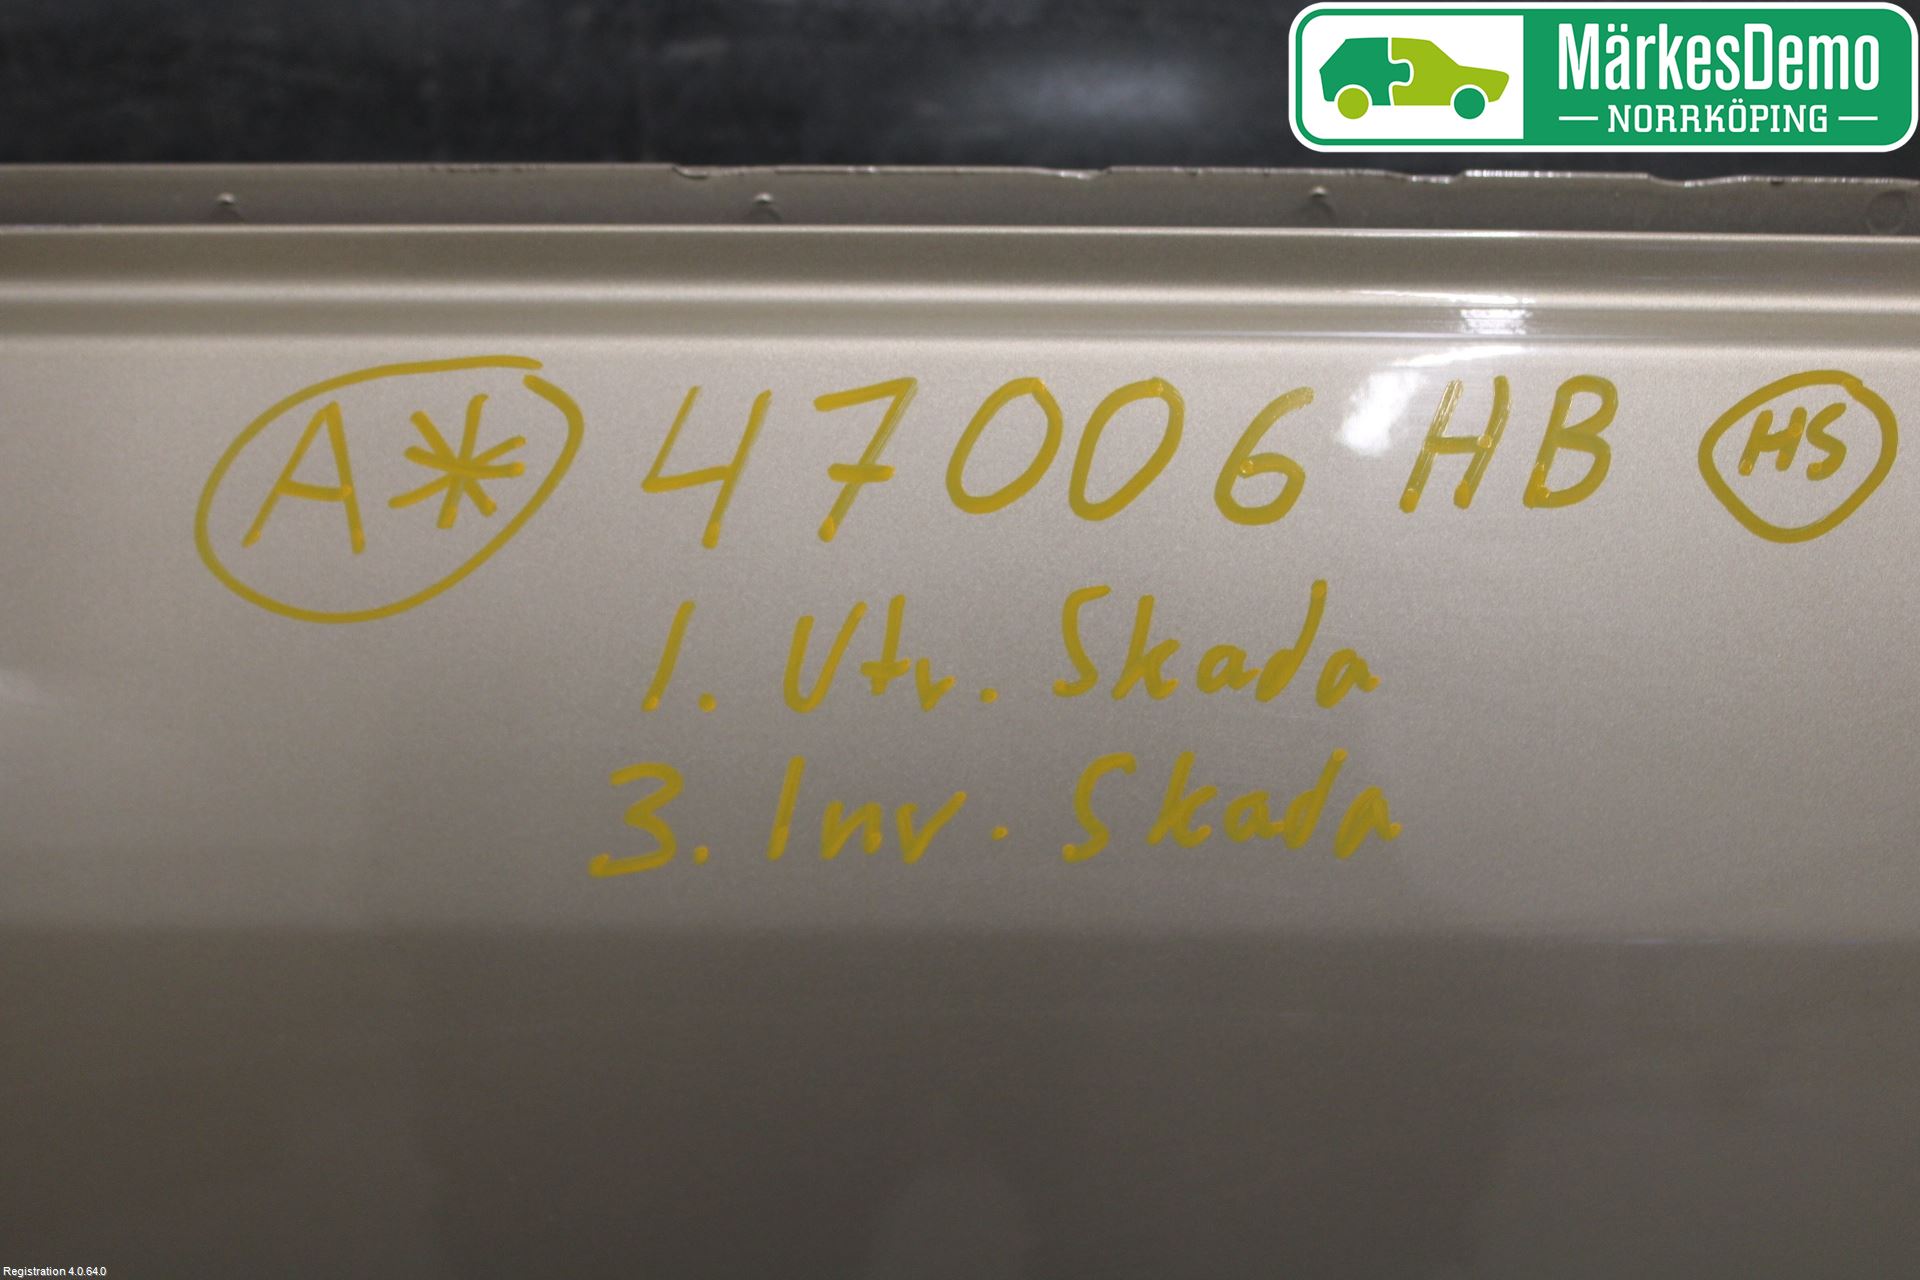 MärkesDemo
NORRKÖPING
A* 47006 HB HS
1. Utv. Skada
3. Inv. Skada
Registration 4.0.64.0